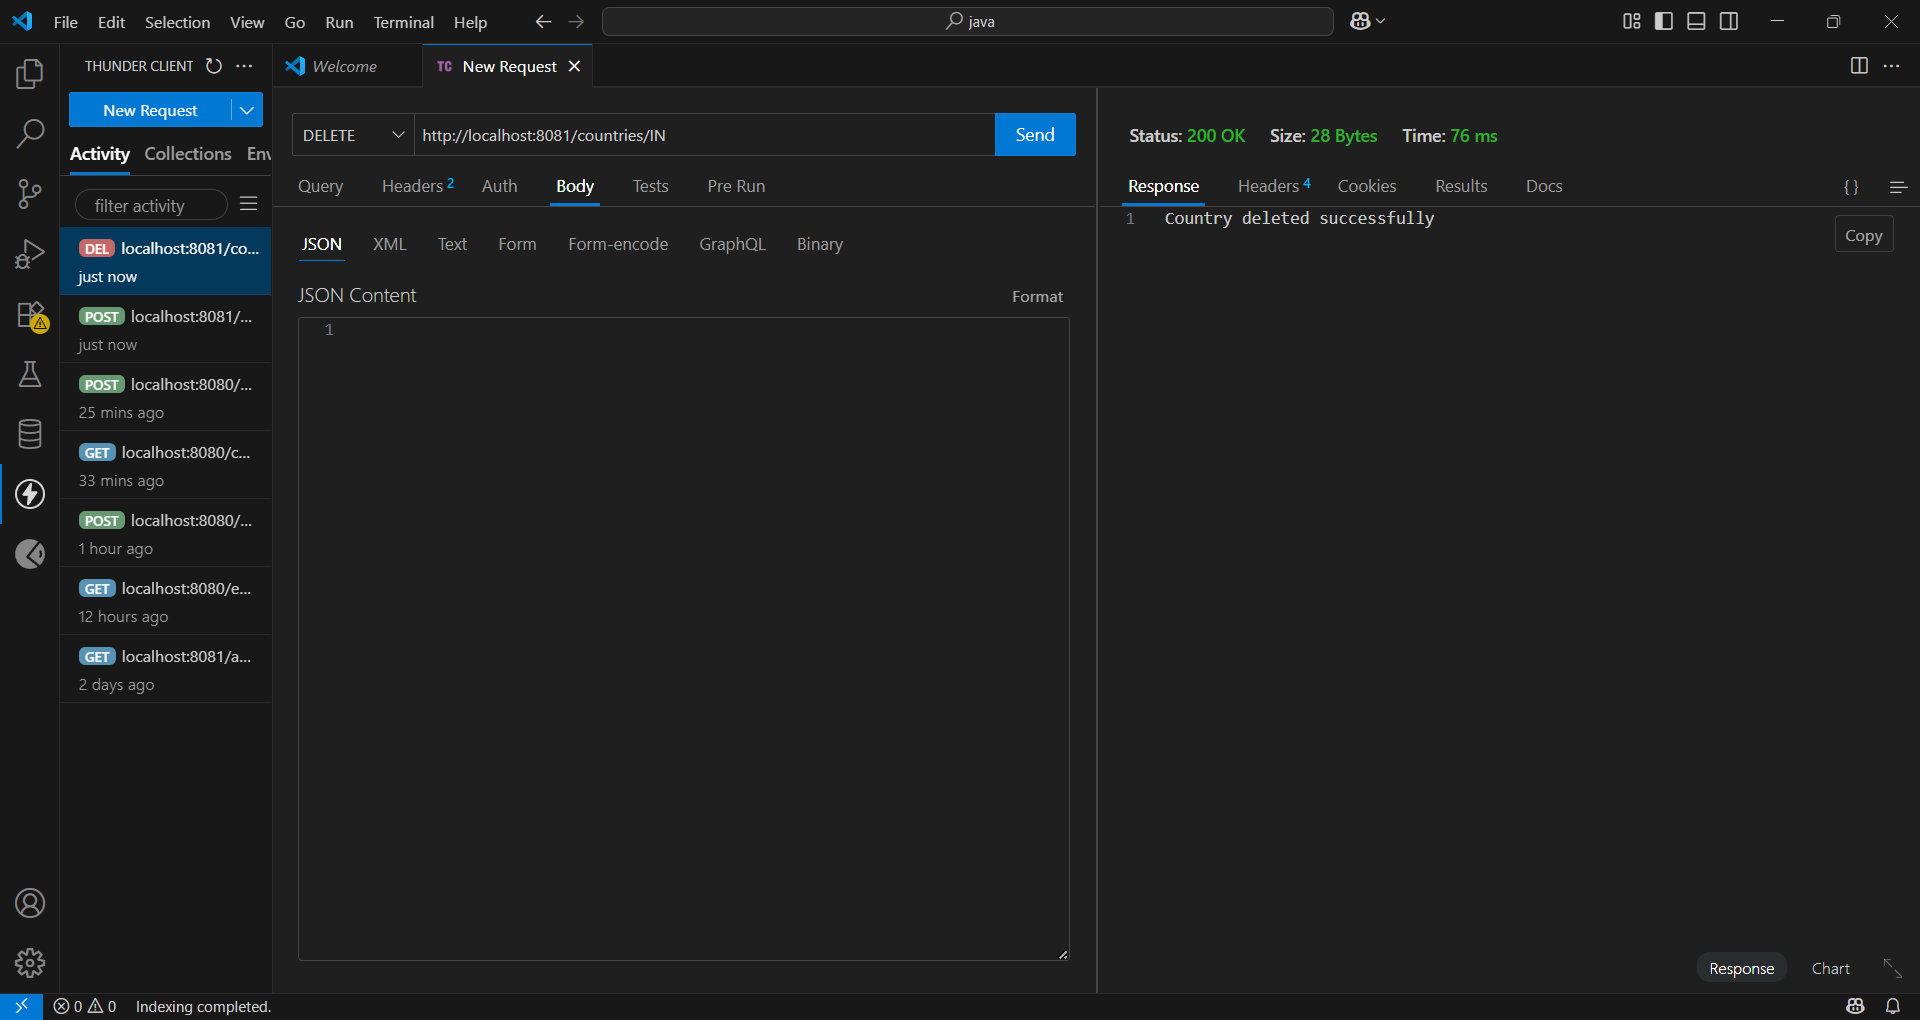 File Edit Selection View Go Run Terminal Help java
THUNDER CLIENT
New Request
Activity Collections Env
filter activity
DEL localhost:8081/co...
just now
POST localhost:8081/...
just now
POST localhost:8080/...
25 mins ago
GET localhost:8080/c...
33 mins ago
POST localhost:8080/...
1 hour ago
GET localhost:8080/e...
12 hours ago
GET localhost:8081/a...
2 days ago
Welcome TC New Request
DELETE http://localhost:8081/countries/IN Send
Query Headers 2 Auth Body Tests Pre Run
JSON XML Text Form Form-encode GraphQL Binary
JSON Content Format
1
Status: 200 OK Size: 28 Bytes Time: 76 ms
Response Headers 4 Cookies Results Docs { }
1 Country deleted successfully
Copy
Response Chart
0 0 Indexing completed.